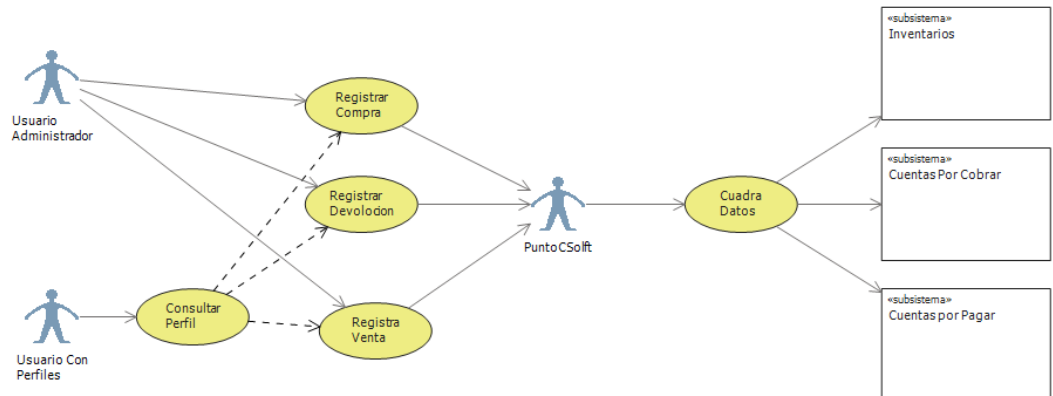 «subsistema»
Inventarios
Usuario
Administrador
Registrar
Compra
«subsistema»
Cuentas Por Cobrar
Registrar
Devolodon
Cuadra
Datos
PuntoCSolft
«subsistema»
Cuentas por Pagar
Consultar
Perfil
Registra
Venta
Usuario Con
Perfiles